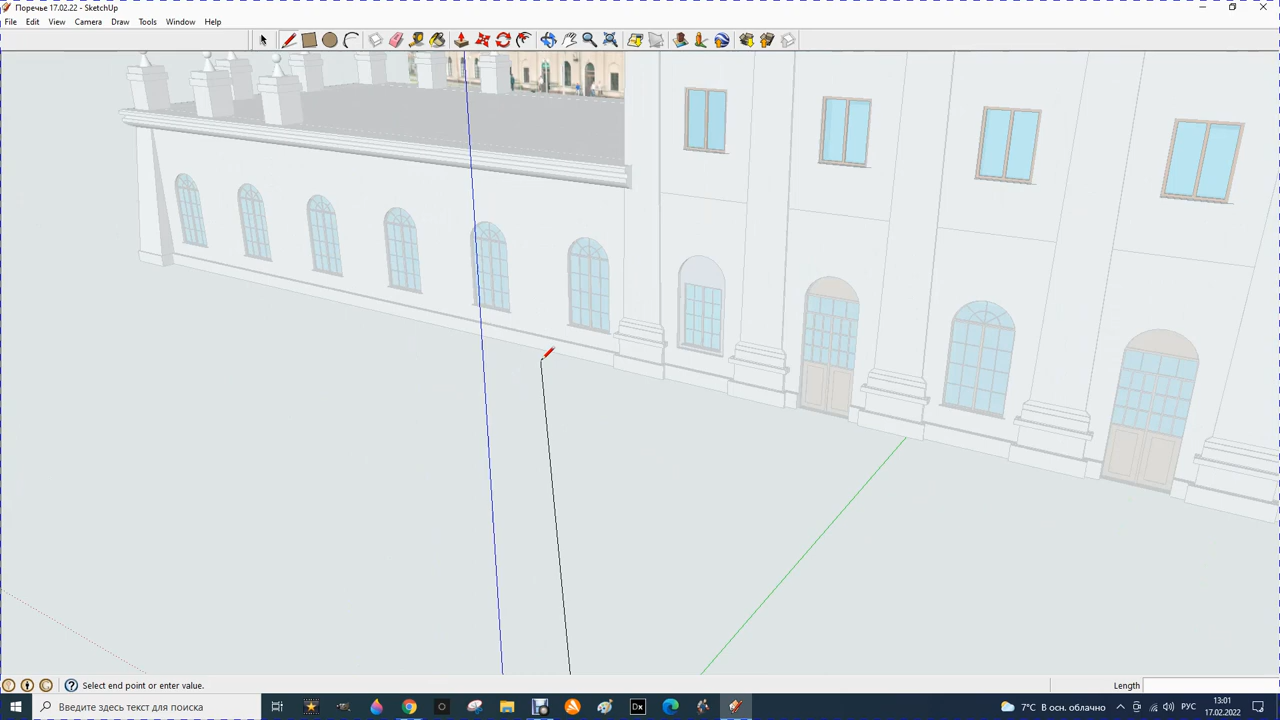 Поречье 17.02.22 - SketchUp
File Edit View Camera Draw Tools Window Help
Select end point or enter value.
Length
Введите здесь текст для поиска
Dx
7°C В осн. облачно
РУС
13:01
17.02.2022